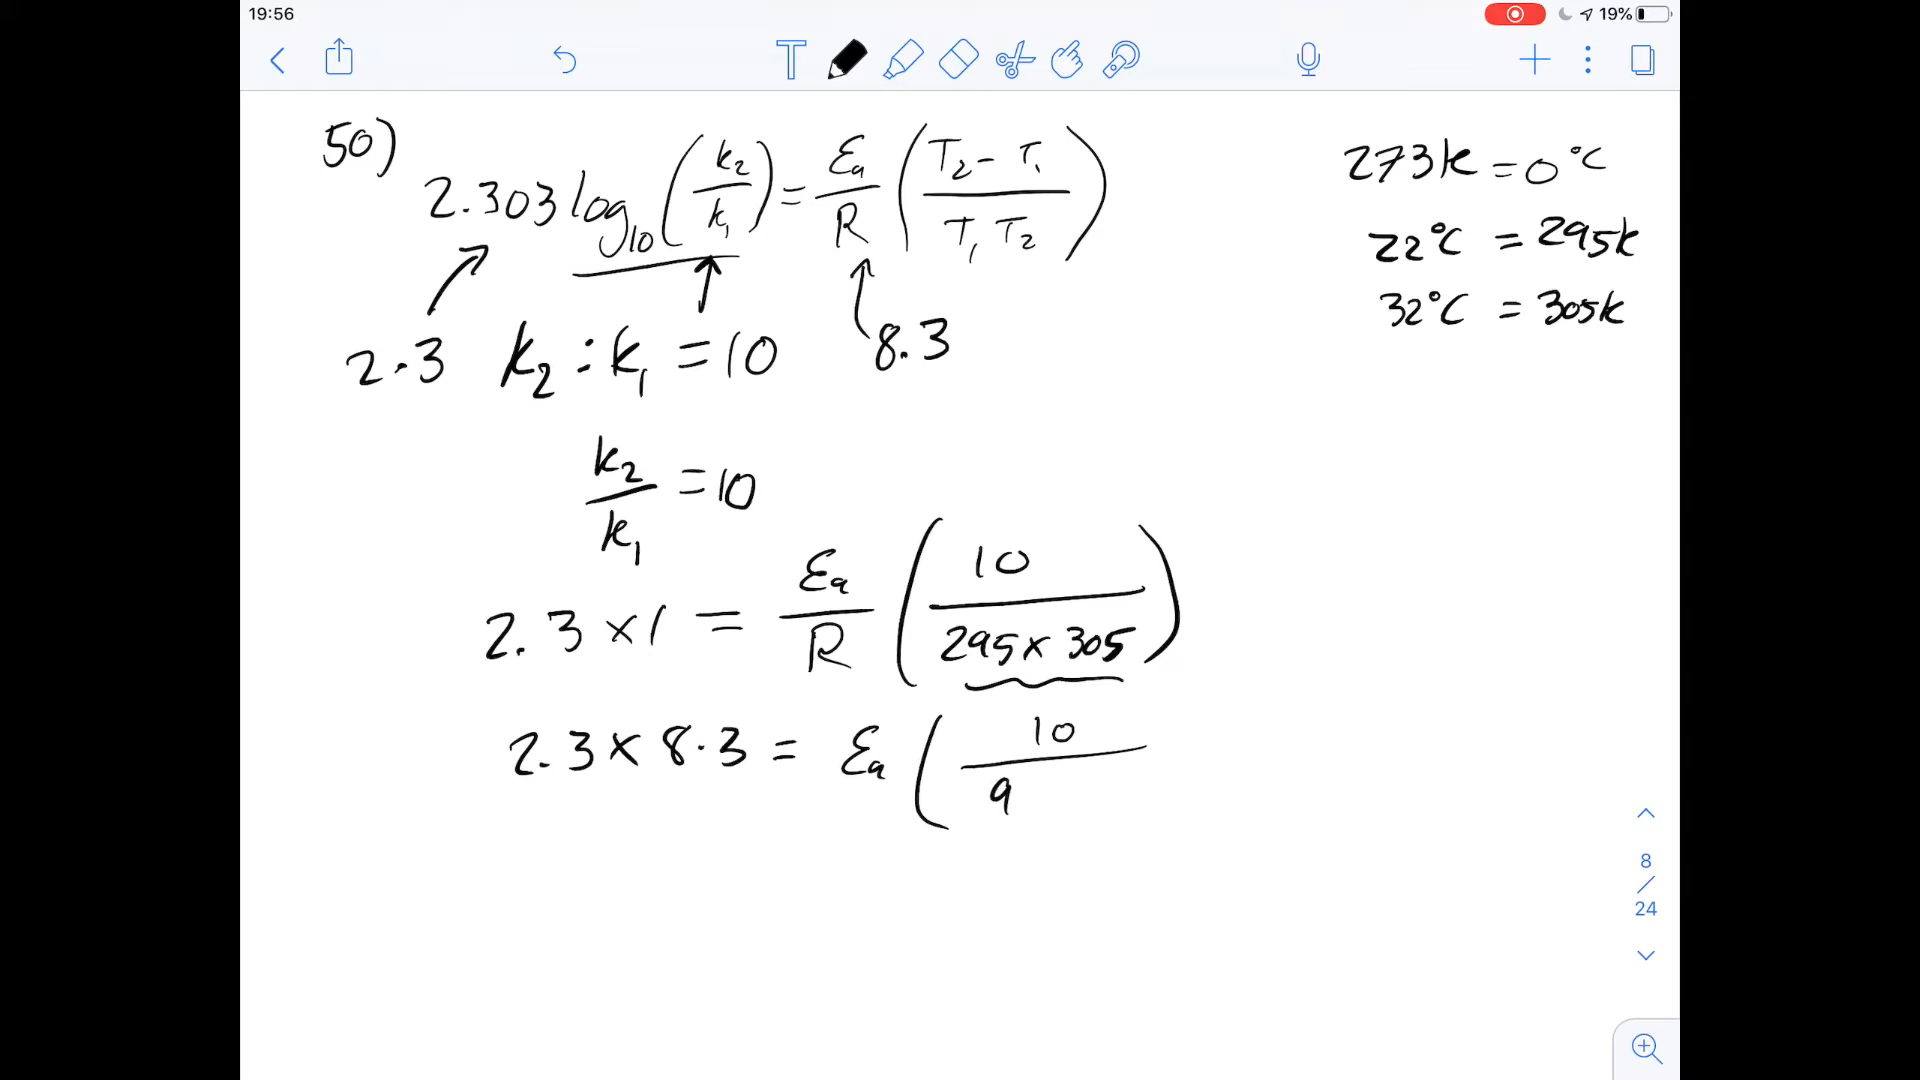 19:56
19%
50)
2.303 log₁₀ (k₂/k₁) = Ea/R (T₂ - T₁ / T₁ T₂)
273k = 0°C
22°C = 295k
32°C = 305k
2.3 k₂ : k₁ = 10 8.3
k₂/k₁ = 10
2.3 × 1 = Ea/R (10 / 295 × 305)
2.3 × 8.3 = Ea (10 / 9
8
/
24